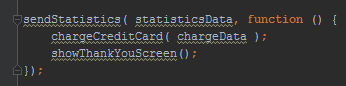 sendStatistics( statisticsData, function () {
    chargeCreditCard( chargeData );
    showThankYouScreen();
});